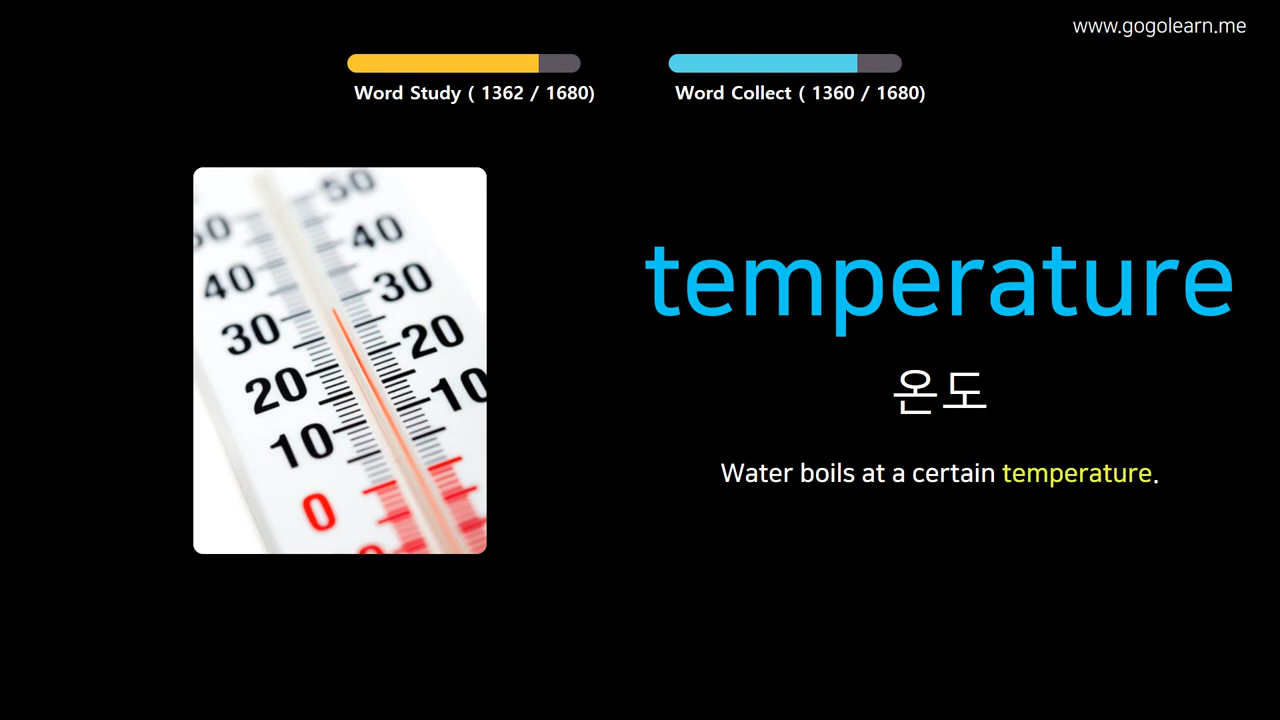 www.gogolearn.me
Word Study ( 1362 / 1680)
Word Collect ( 1360 / 1680)
50
50
40
40
30
30
20
20
10
10
0
0
temperature
온도
Water boils at a certain temperature.